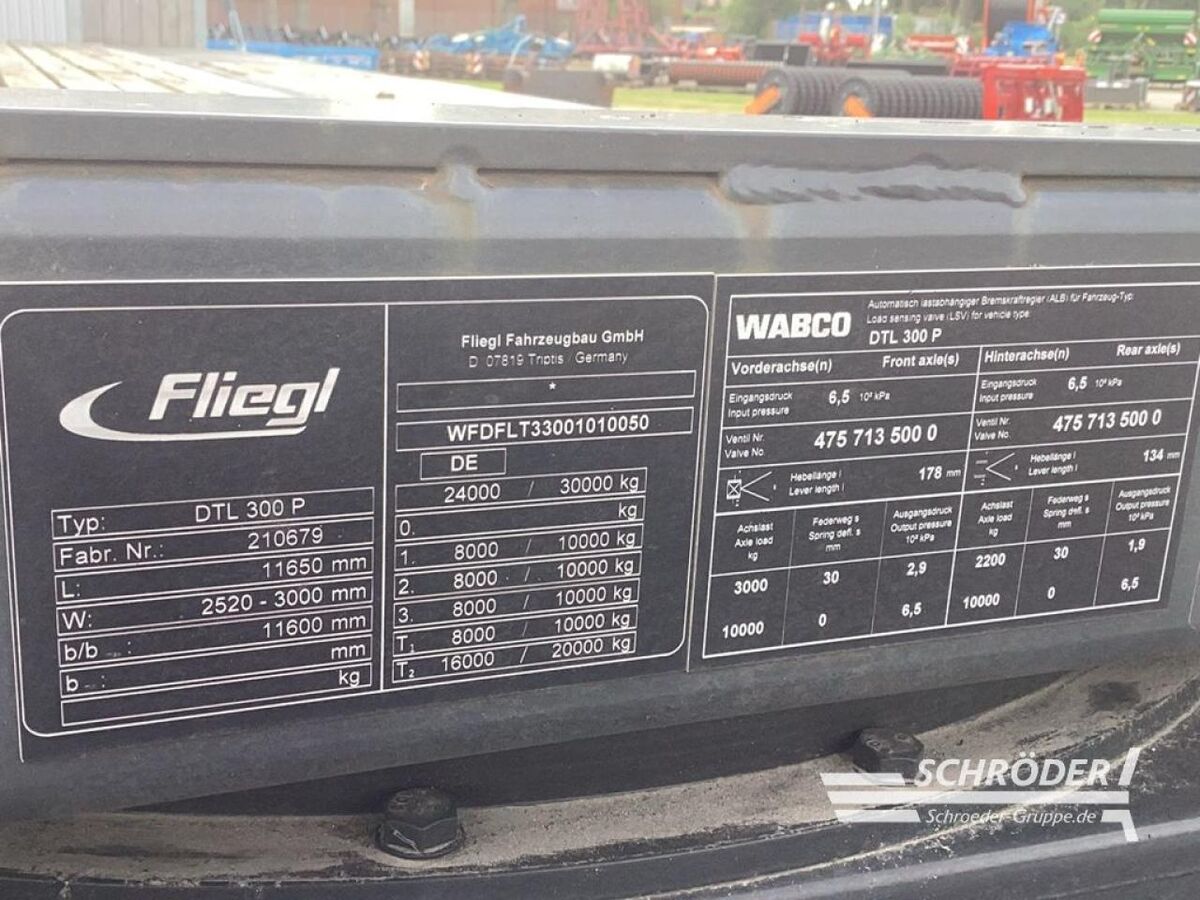 Fliegl
Typ: DTL 300 P
Fabr. Nr.: 210679
L: 11650 mm
W: 2520 - 3000 mm
b/b : 11600 mm
b : mm
kg
Fliegl Fahrzeugbau GmbH
D 07819 Triptis / Germany
*
WFDFLT33001010050
DE
24000 / 30000 kg
0. kg
1. 8000 / 10000 kg
2. 8000 / 10000 kg
3. 8000 / 10000 kg
T1 8000 / 10000 kg
T2 16000 / 20000 kg
WABCO
Automatisch lastabhängiger Bremskraftregler (ALB) für Fahrzeug-Typ:
Load sensing valve (LSV) for vehicle type:
DTL 300 P
Vorderachse(n) Front axle(s) Hinterachse(n) Rear axle(s)
Eingangsdruck
Input pressure 6,5 10² kPa
Eingangsdruck
Input pressure 6,5 10² kPa
Ventil Nr.
Valve No. 475 713 500 0
Ventil Nr.
Valve No. 475 713 500 0
Hebellänge l
Lever length l 178 mm
Hebellänge l
Lever length l 134 mm
Achslast
Axle load
kg
Federweg s
Spring defl. s
mm
Ausgangsdruck
Output pressure
10² kPa
Achslast
Axle load
kg
Federweg s
Spring defl. s
mm
Ausgangsdruck
Output pressure
10² kPa
3000 30 2,9 2200 30 1,9
10000 0 6,5 10000 0 6,5
SCHRÖDER
Schroeder-Gruppe.de